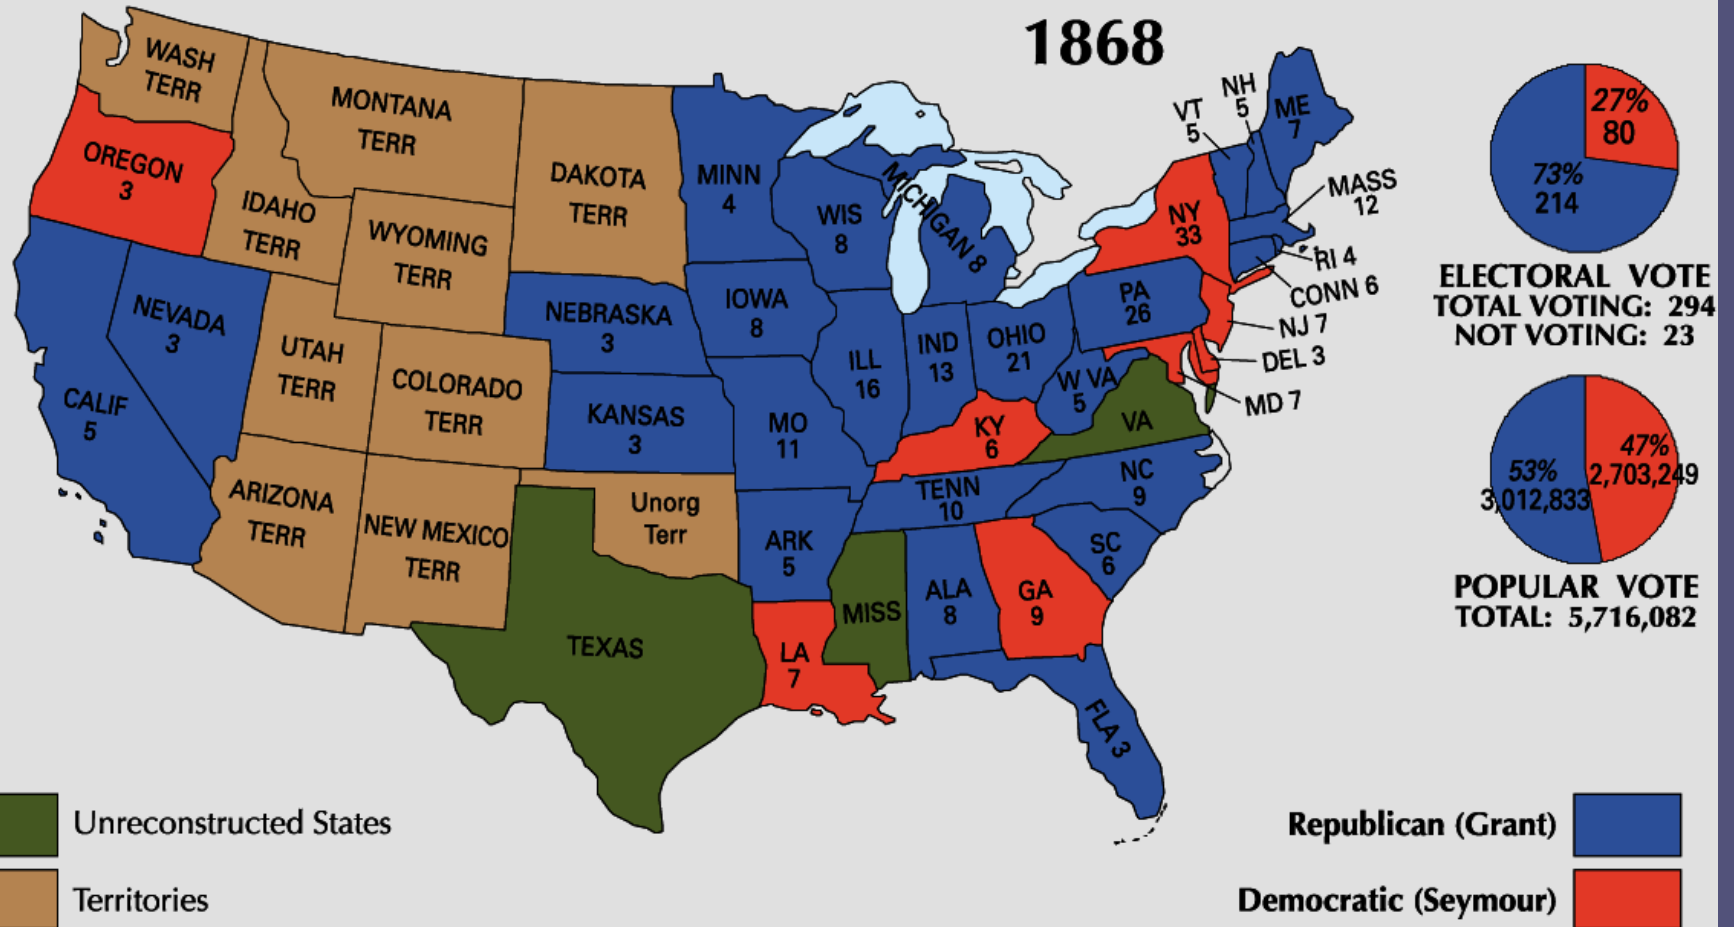 1868
WASH
TERR
OREGON
3
MONTANA
TERR
IDAHO
TERR
WYOMING
TERR
DAKOTA
TERR
MINN
4
WIS
8
MICHIGAN 8
VT
5
NH
5
ME
7
MASS
12
NY
33
RI 4
CONN 6
NJ 7
DEL 3
MD 7
PA
26
NEVADA
3
CALIF
5
UTAH
TERR
COLORADO
TERR
NEBRASKA
3
IOWA
8
ILL
16
IND
13
OHIO
21
W VA
5
VA
KANSAS
3
MO
11
KY
6
ARIZONA
TERR
NEW MEXICO
TERR
Unorg
Terr
ARK
5
TENN
10
NC
9
SC
6
TEXAS
LA
7
MISS
ALA
8
GA
9
FLA 3
27%
80
73%
214
ELECTORAL VOTE
TOTAL VOTING: 294
NOT VOTING: 23
47%
2,703,249
53%
3,012,833
POPULAR VOTE
TOTAL: 5,716,082
Unreconstructed States
Territories
Republican (Grant)
Democratic (Seymour)